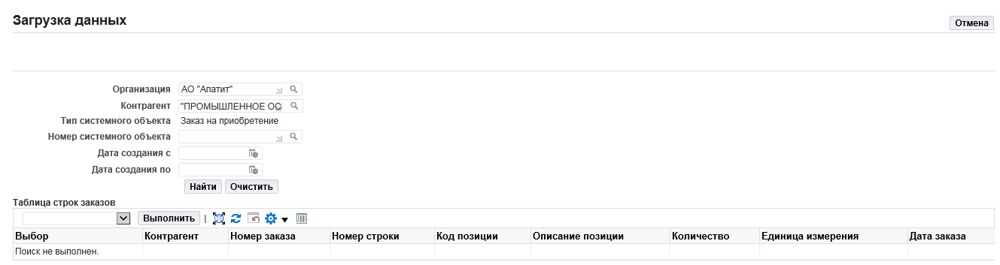 Загрузка данных
Отмена
Организация АО "Апатит"
Контрагент "ПРОМЫШЛЕННОЕ ОС
Тип системного объекта Заказ на приобретение
Номер системного объекта
Дата создания с
Дата создания по
Найти Очистить
Таблица строк заказов
Выполнить
Выбор Контрагент Номер заказа Номер строки Код позиции Описание позиции Количество Единица измерения Дата заказа
Поиск не выполнен.